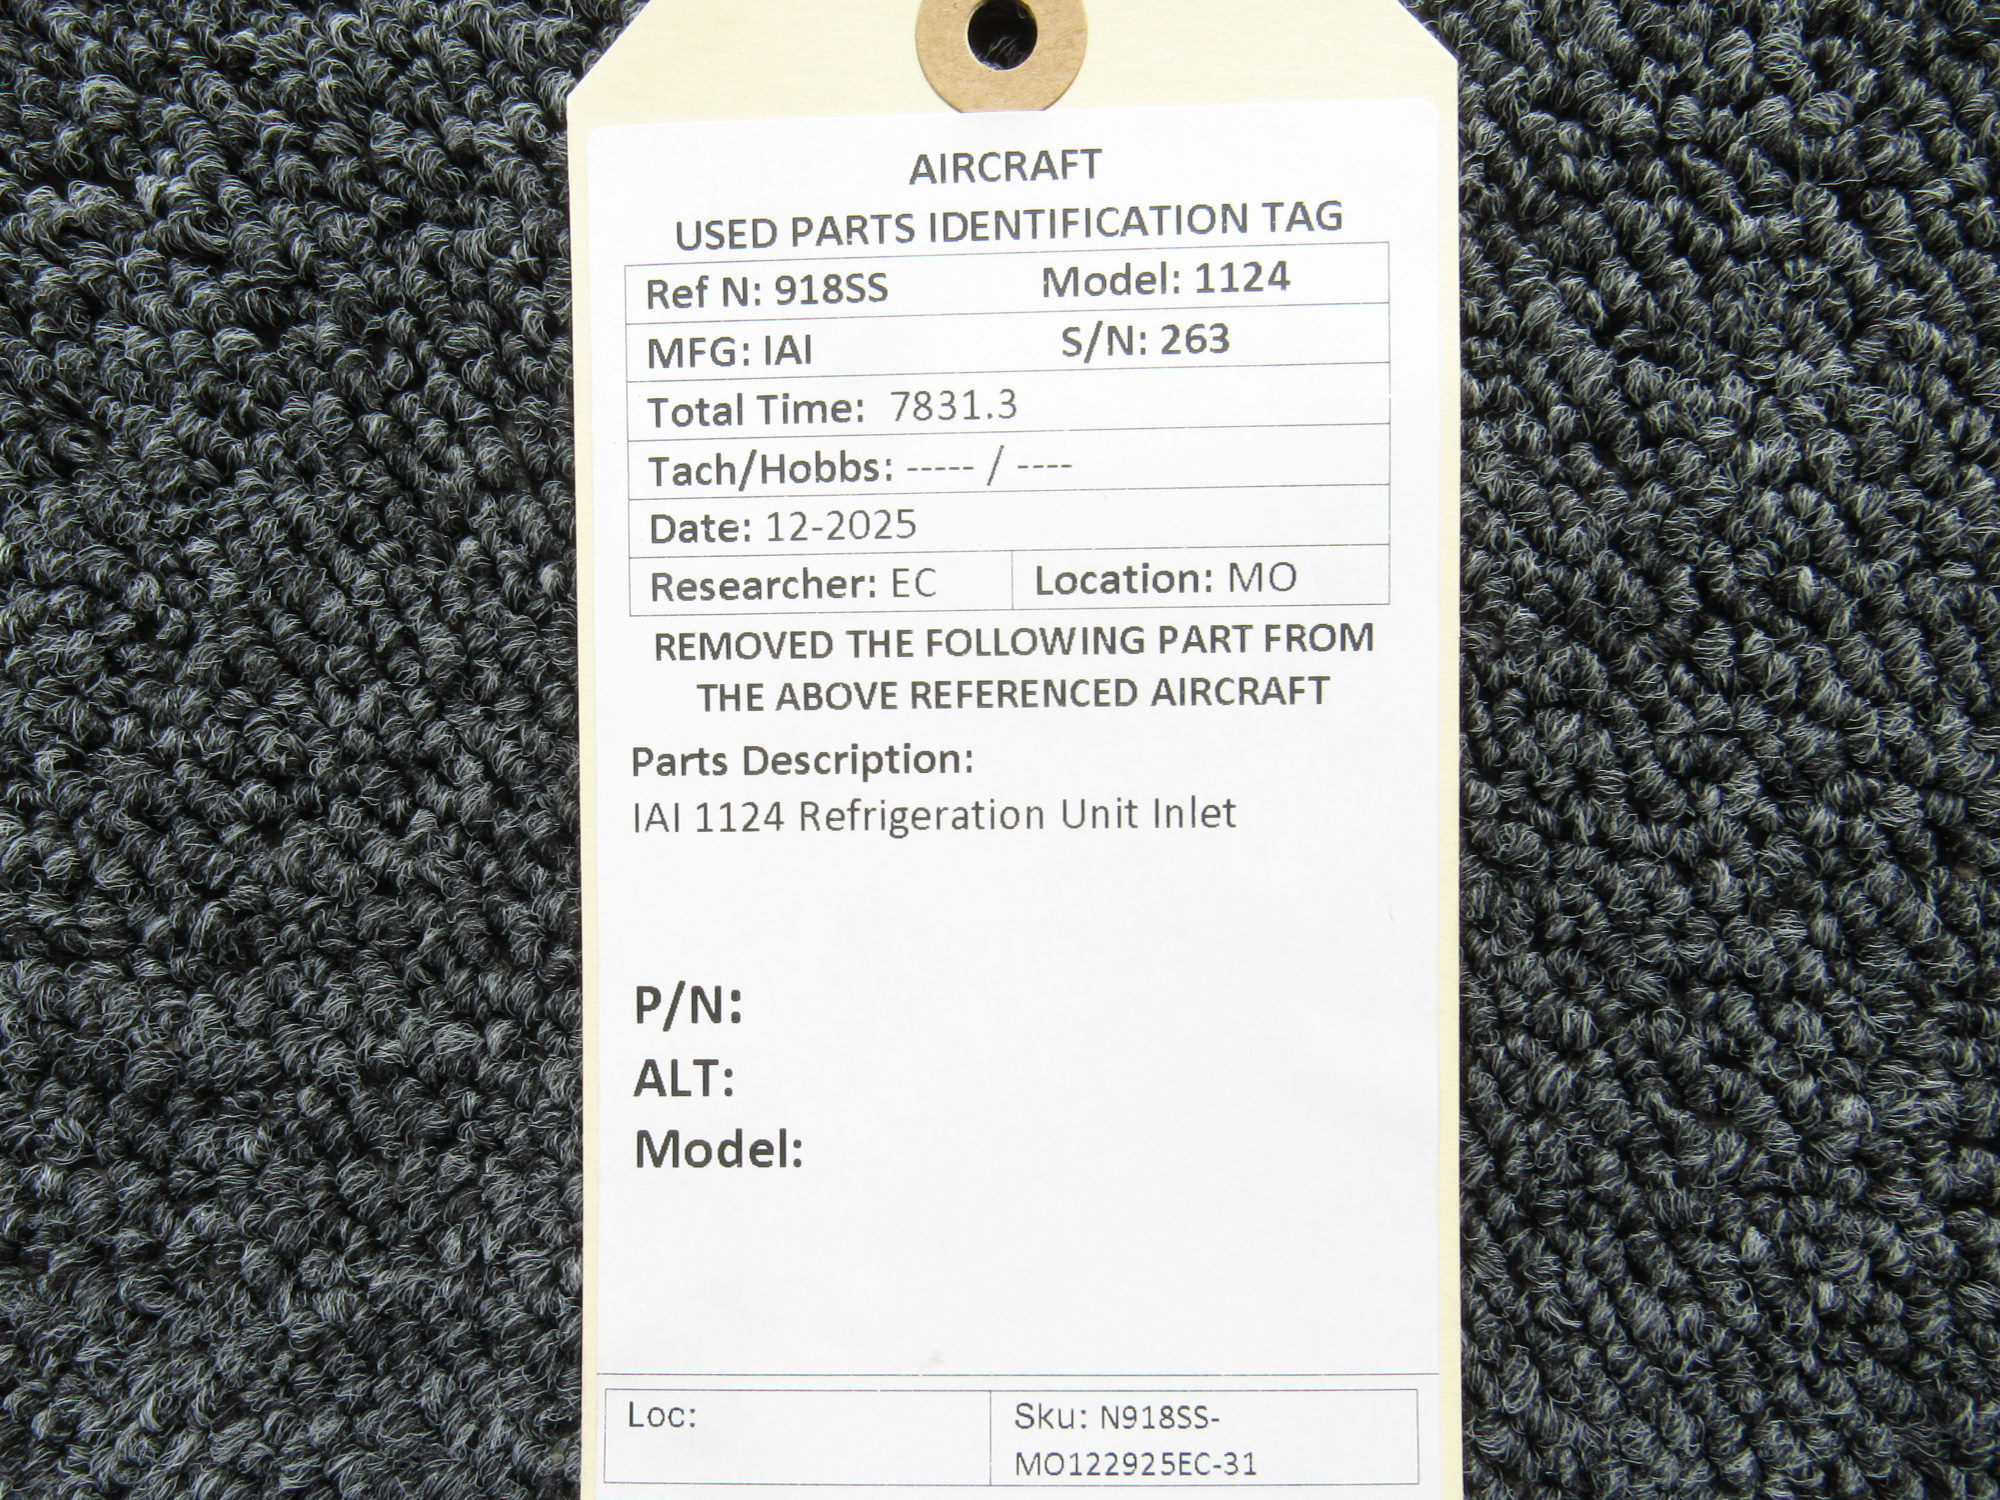 AIRCRAFT
USED PARTS IDENTIFICATION TAG
Ref N: 918SS Model: 1124
MFG: IAI S/N: 263
Total Time: 7831.3
Tach/Hobbs: ----- / ----
Date: 12-2025
Researcher: EC Location: MO
REMOVED THE FOLLOWING PART FROM
THE ABOVE REFERENCED AIRCRAFT
Parts Description:
IAI 1124 Refrigeration Unit Inlet
P/N:
ALT:
Model:
Loc:
Sku: N918SS-
MO122925EC-31